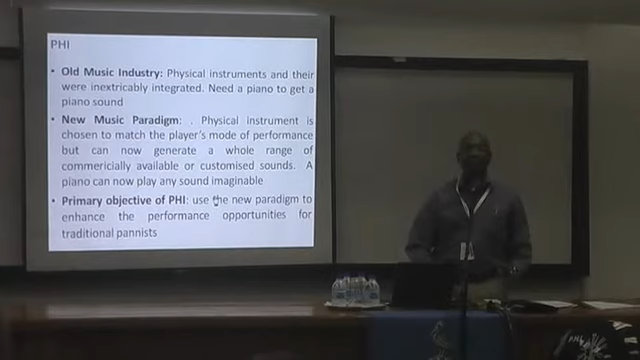 PHI
• Old Music Industry: Physical instruments and their
were inextricably integrated. Need a piano to get a
piano sound
• New Music Paradigm: . Physical instrument is
chosen to match the player's mode of performance
but can now generate a whole range of
commericially available or customised sounds. A
piano can now play any sound imaginable
• Primary objective of PHI: use the new paradigm to
enhance the performance opportunities for
traditional pannists